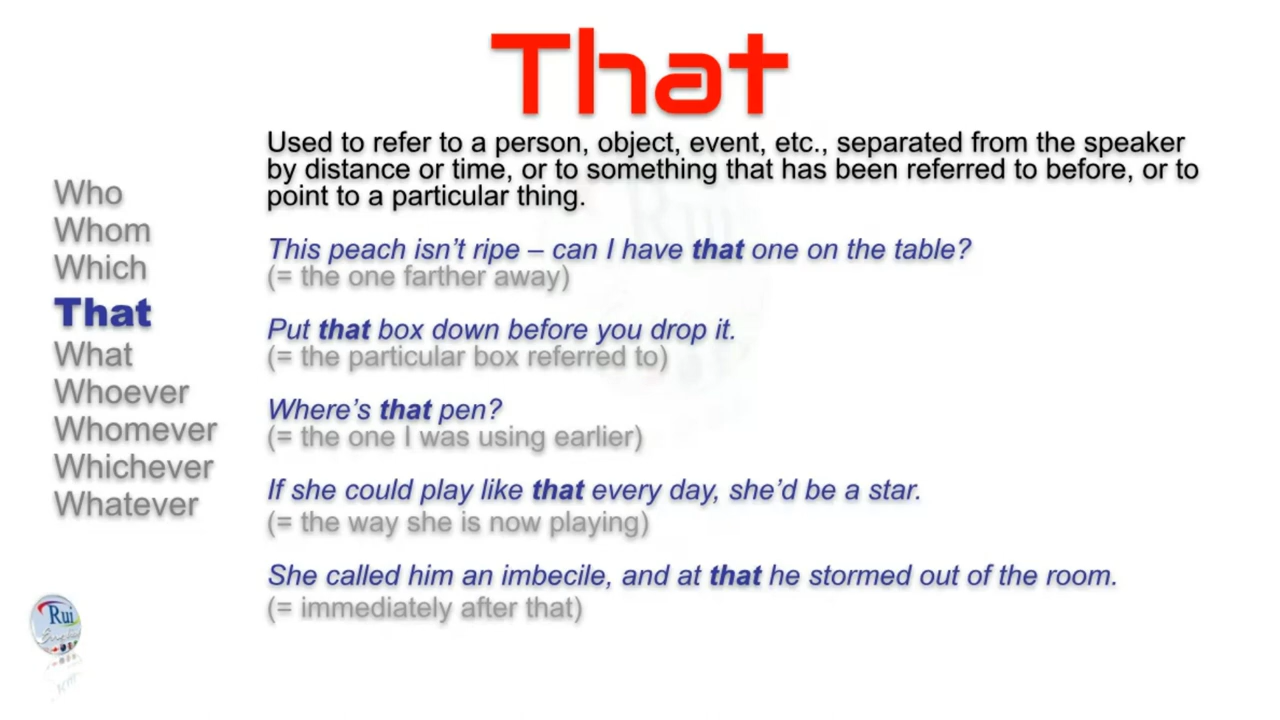 That
Used to refer to a person, object, event, etc., separated from the speaker
by distance or time, or to something that has been referred to before, or to
point to a particular thing.
Who
Whom
Which
That
What
Whoever
Whomever
Whichever
Whatever
This peach isn’t ripe – can I have that one on the table?
(= the one farther away)
Put that box down before you drop it.
(= the particular box referred to)
Where’s that pen?
(= the one I was using earlier)
If she could play like that every day, she’d be a star.
(= the way she is now playing)
She called him an imbecile, and at that he stormed out of the room.
(= immediately after that)
Rui